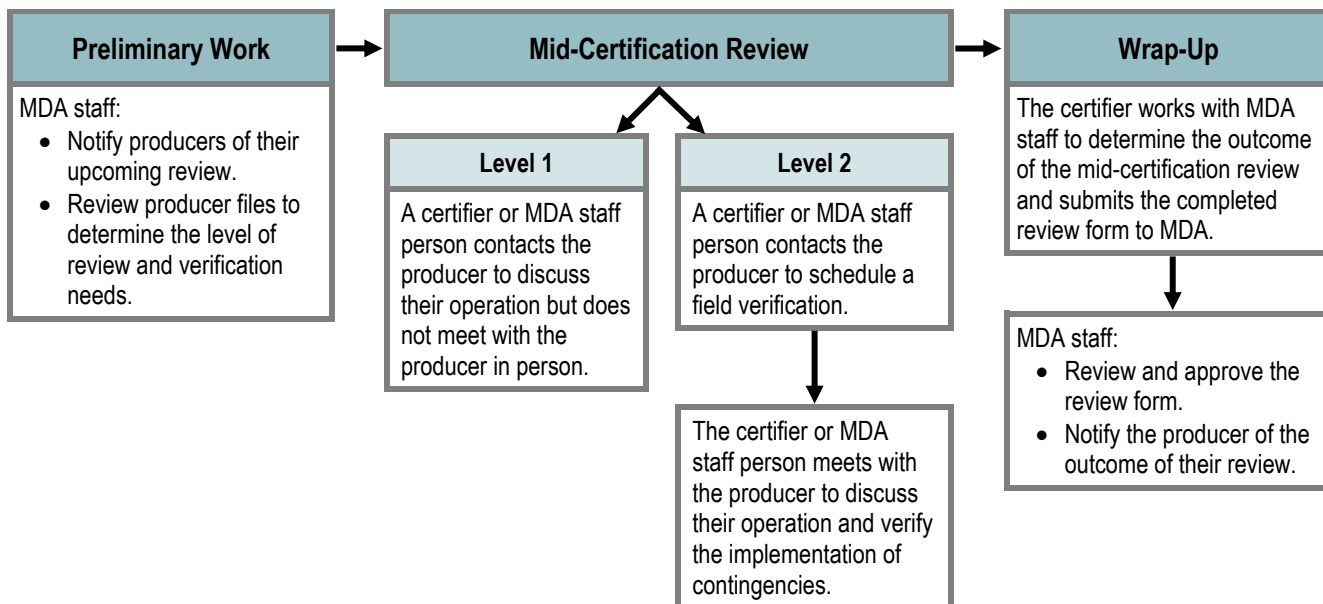 Preliminary Work
MDA staff:
• Notify producers of their
upcoming review.
• Review producer files to
determine the level of
review and verification
needs.
Mid-Certification Review
Level 1
A certifier or MDA staff
person contacts the
producer to discuss
their operation but does
not meet with the
producer in person.
Level 2
A certifier or MDA staff
person contacts the
producer to schedule a
field verification.
The certifier or MDA
staff person meets with
the producer to discuss
their operation and verify
the implementation of
contingencies.
Wrap-Up
The certifier works with MDA
staff to determine the outcome
of the mid-certification review
and submits the completed
review form to MDA.
MDA staff:
• Review and approve the
review form.
• Notify the producer of the
outcome of their review.